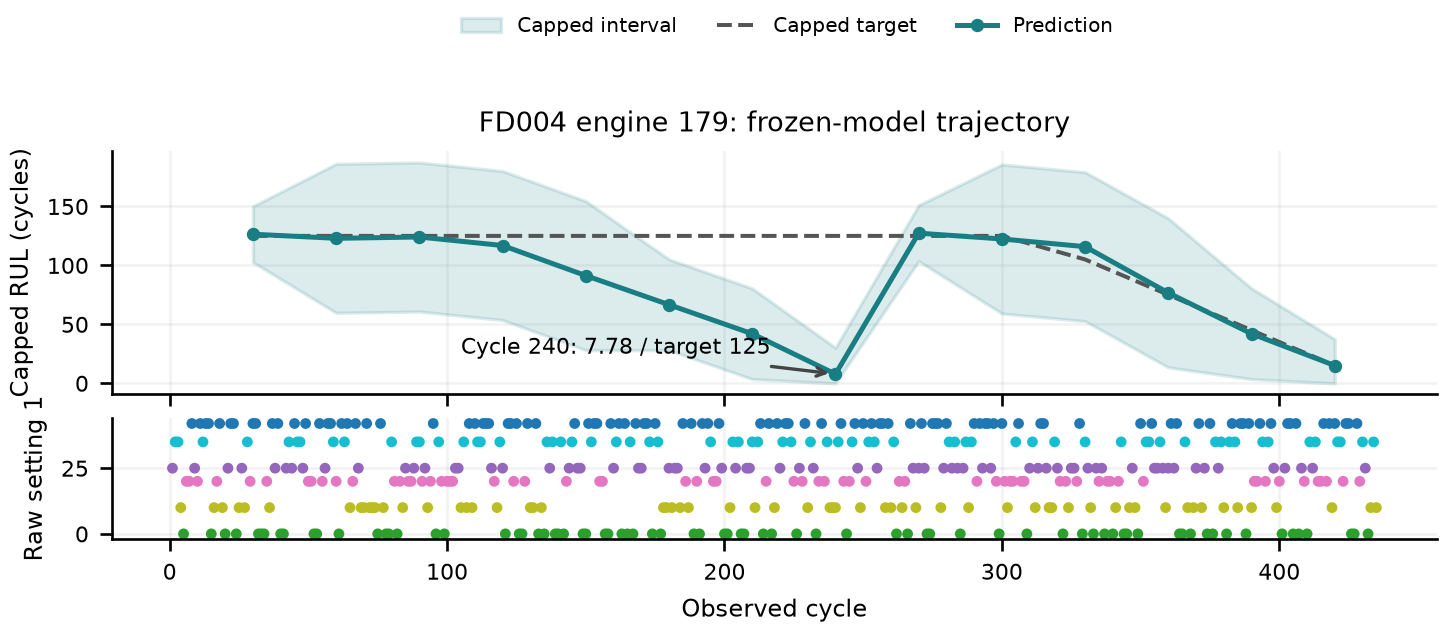 Capped interval Capped target Prediction
FD004 engine 179: frozen-model trajectory
Capped RUL (cycles)
150
100
50
0
Cycle 240: 7.78 / target 125
Raw setting 1
25
0
0 100 200 300 400
Observed cycle